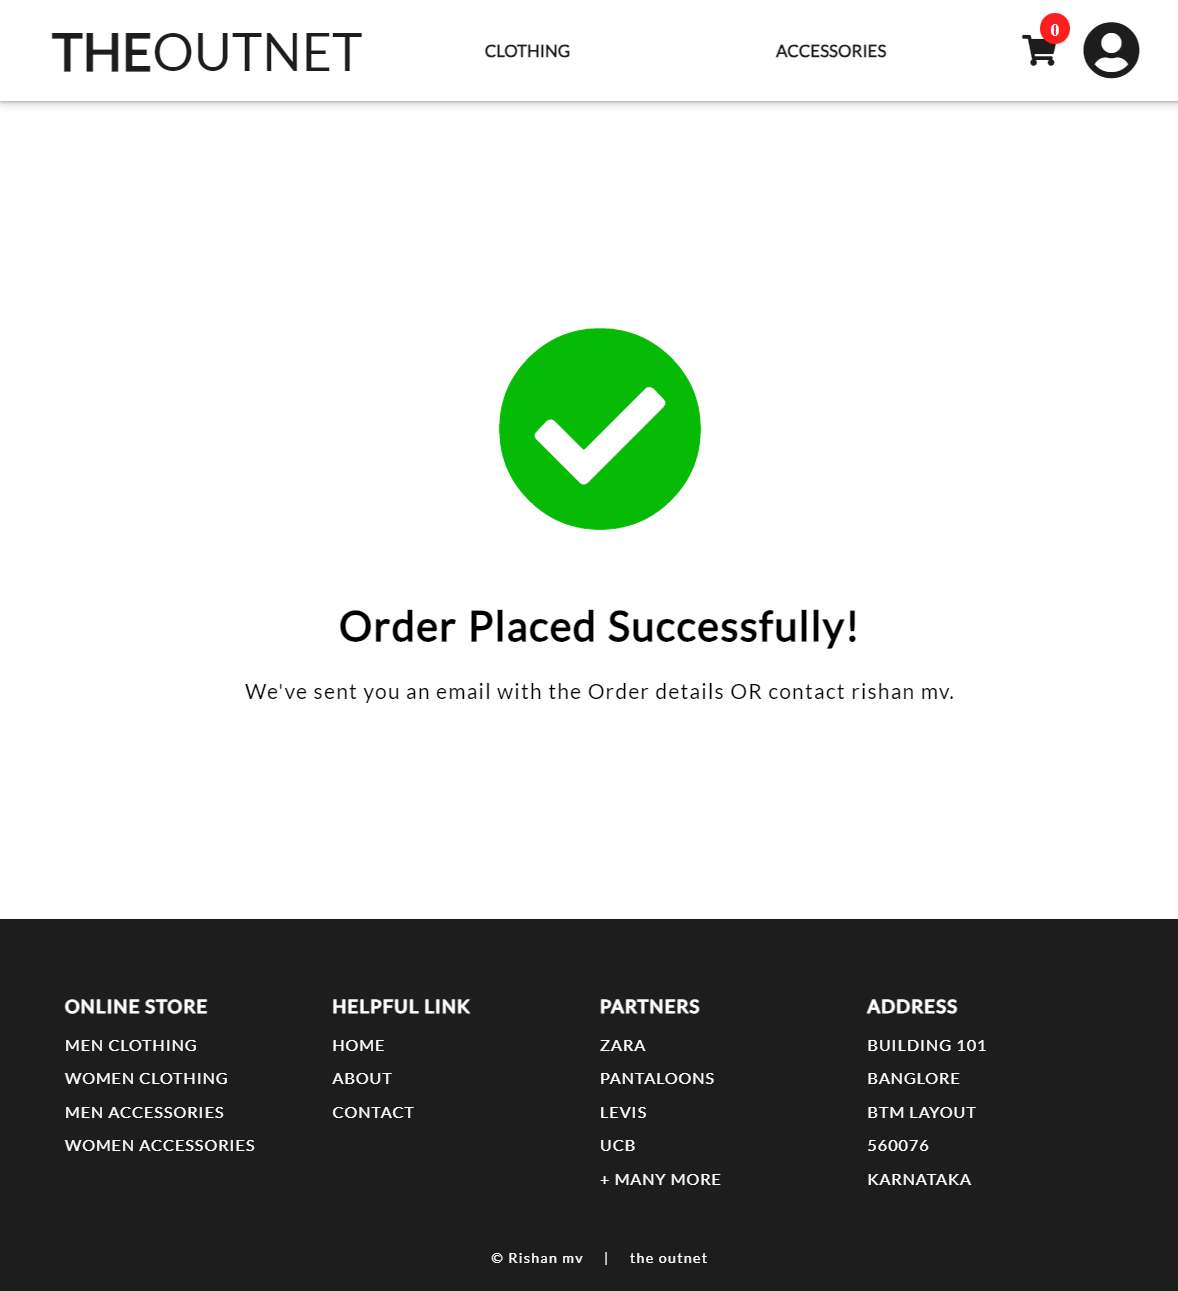 THEOUTNET
CLOTHING
ACCESSORIES
0
Order Placed Successfully!
We've sent you an email with the Order details OR contact rishan mv.
ONLINE STORE
MEN CLOTHING
WOMEN CLOTHING
MEN ACCESSORIES
WOMEN ACCESSORIES
HELPFUL LINK
HOME
ABOUT
CONTACT
PARTNERS
ZARA
PANTALOONS
LEVIS
UCB
+ MANY MORE
ADDRESS
BUILDING 101
BANGLORE
BTM LAYOUT
560076
KARNATAKA
© Rishan mv | the outnet